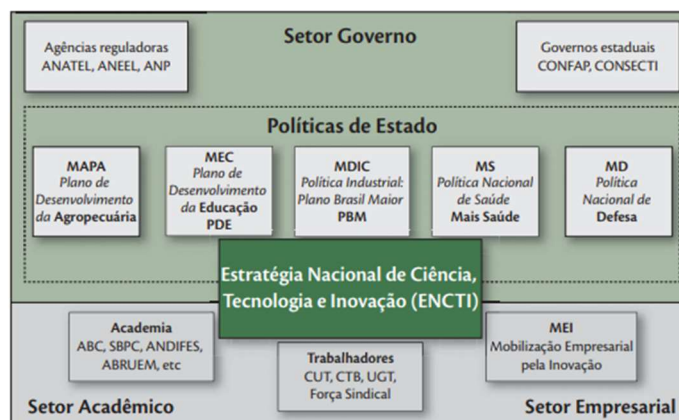 Setor Governo
Agências reguladoras
ANATEL, ANEEL, ANP
Governos estaduais
CONFAP, CONSECTI
Políticas de Estado
MAPA
Plano de
Desenvolvimento
da Agropecuária
MEC
Plano de
Desenvolvimento
da Educação
PDE
MDIC
Política Industrial:
Plano Brasil Maior
PBM
MS
Política Nacional
de Saúde
Mais Saúde
MD
Política
Nacional de
Defesa
Estratégia Nacional de Ciência,
Tecnologia e Inovação (ENCTI)
Academia
ABC, SBPC, ANDIFES,
ABRUEM, etc
Trabalhadores
CUT, CTB, UGT,
Força Sindical
MEI
Mobilização Empresarial
pela Inovação
Setor Acadêmico
Setor Empresarial